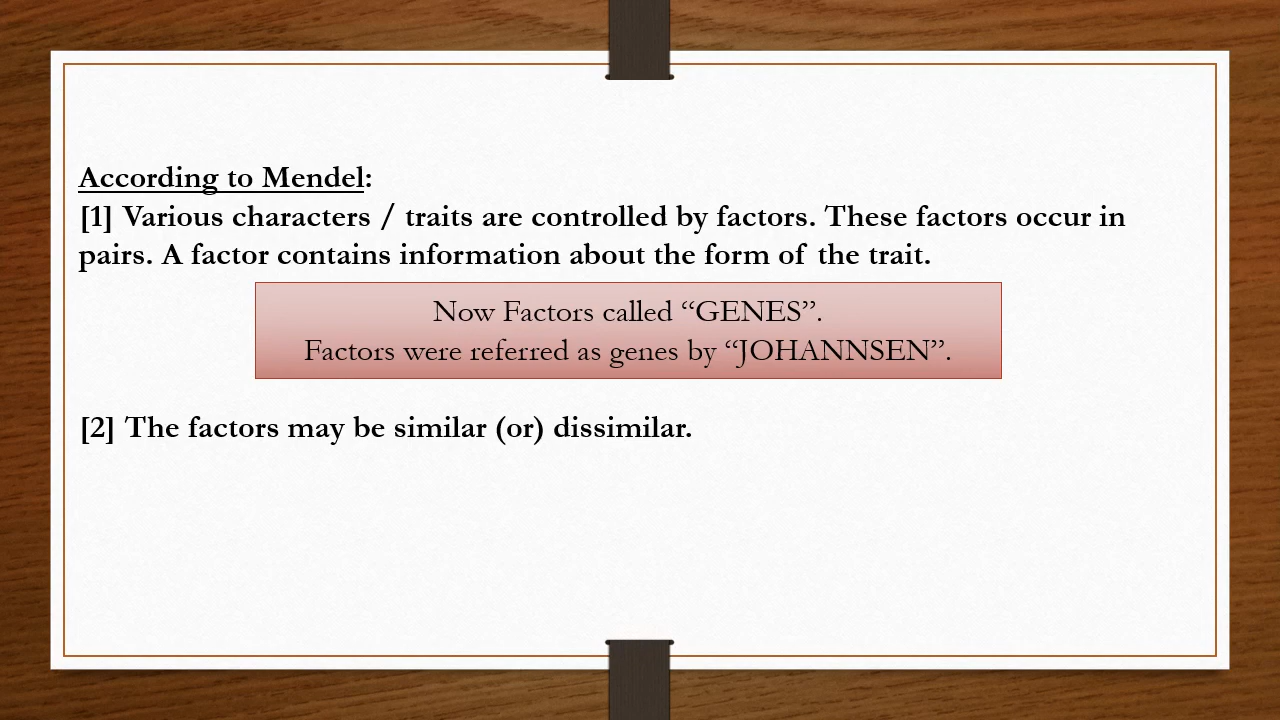 According to Mendel:
[1] Various characters / traits are controlled by factors. These factors occur in
pairs. A factor contains information about the form of the trait.
Now Factors called “GENES”.
Factors were referred as genes by “JOHANNSEN”.
[2] The factors may be similar (or) dissimilar.